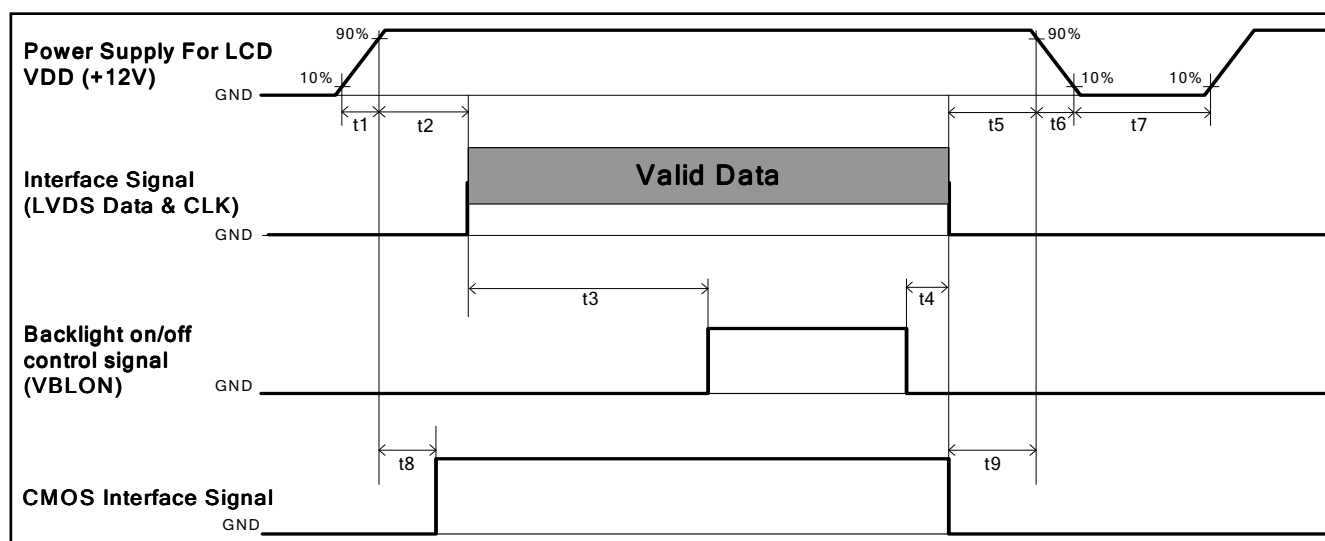 Power Supply For LCD
VDD (+12V)
90%
10%
GND
90%
10%
10%
t1
t2
t5
t6
t7
Interface Signal
(LVDS Data & CLK)
Valid Data
GND
t3
t4
Backlight on/off
control signal
(VBLON)
GND
t8
t9
CMOS Interface Signal
GND